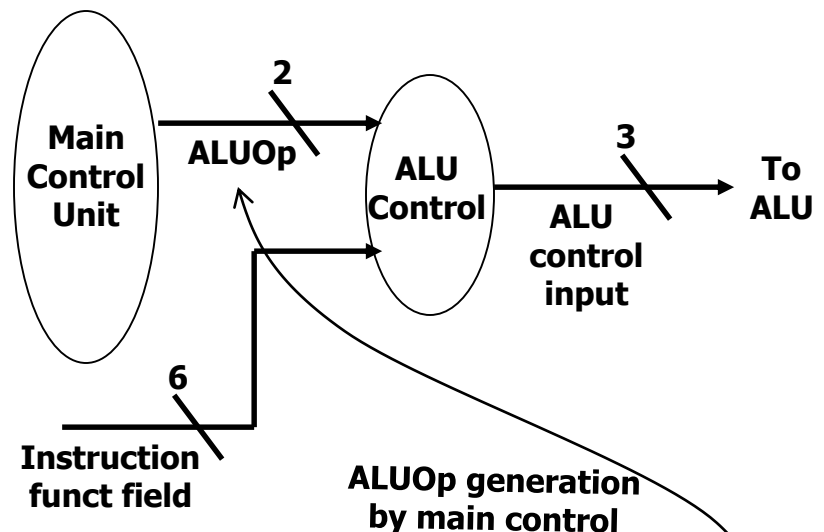 2
3
Main
Control
Unit
ALUOp
ALU
Control
To
ALU
ALU
control
input
6
Instruction
funct field
ALUOp generation
by main control